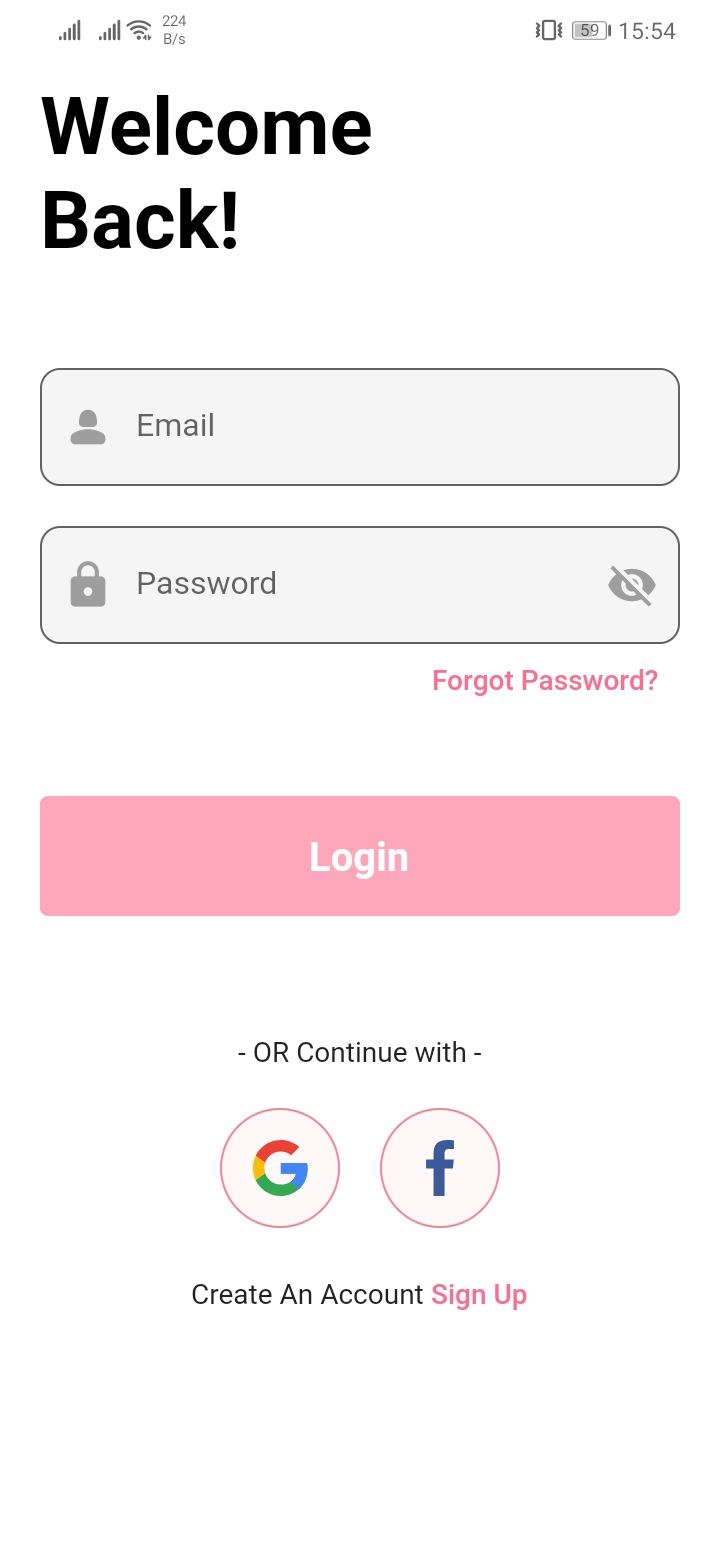 224
B/s
59
15:54
Welcome
Back!
Email
Password
Forgot Password?
Login
- OR Continue with -
Create An Account Sign Up